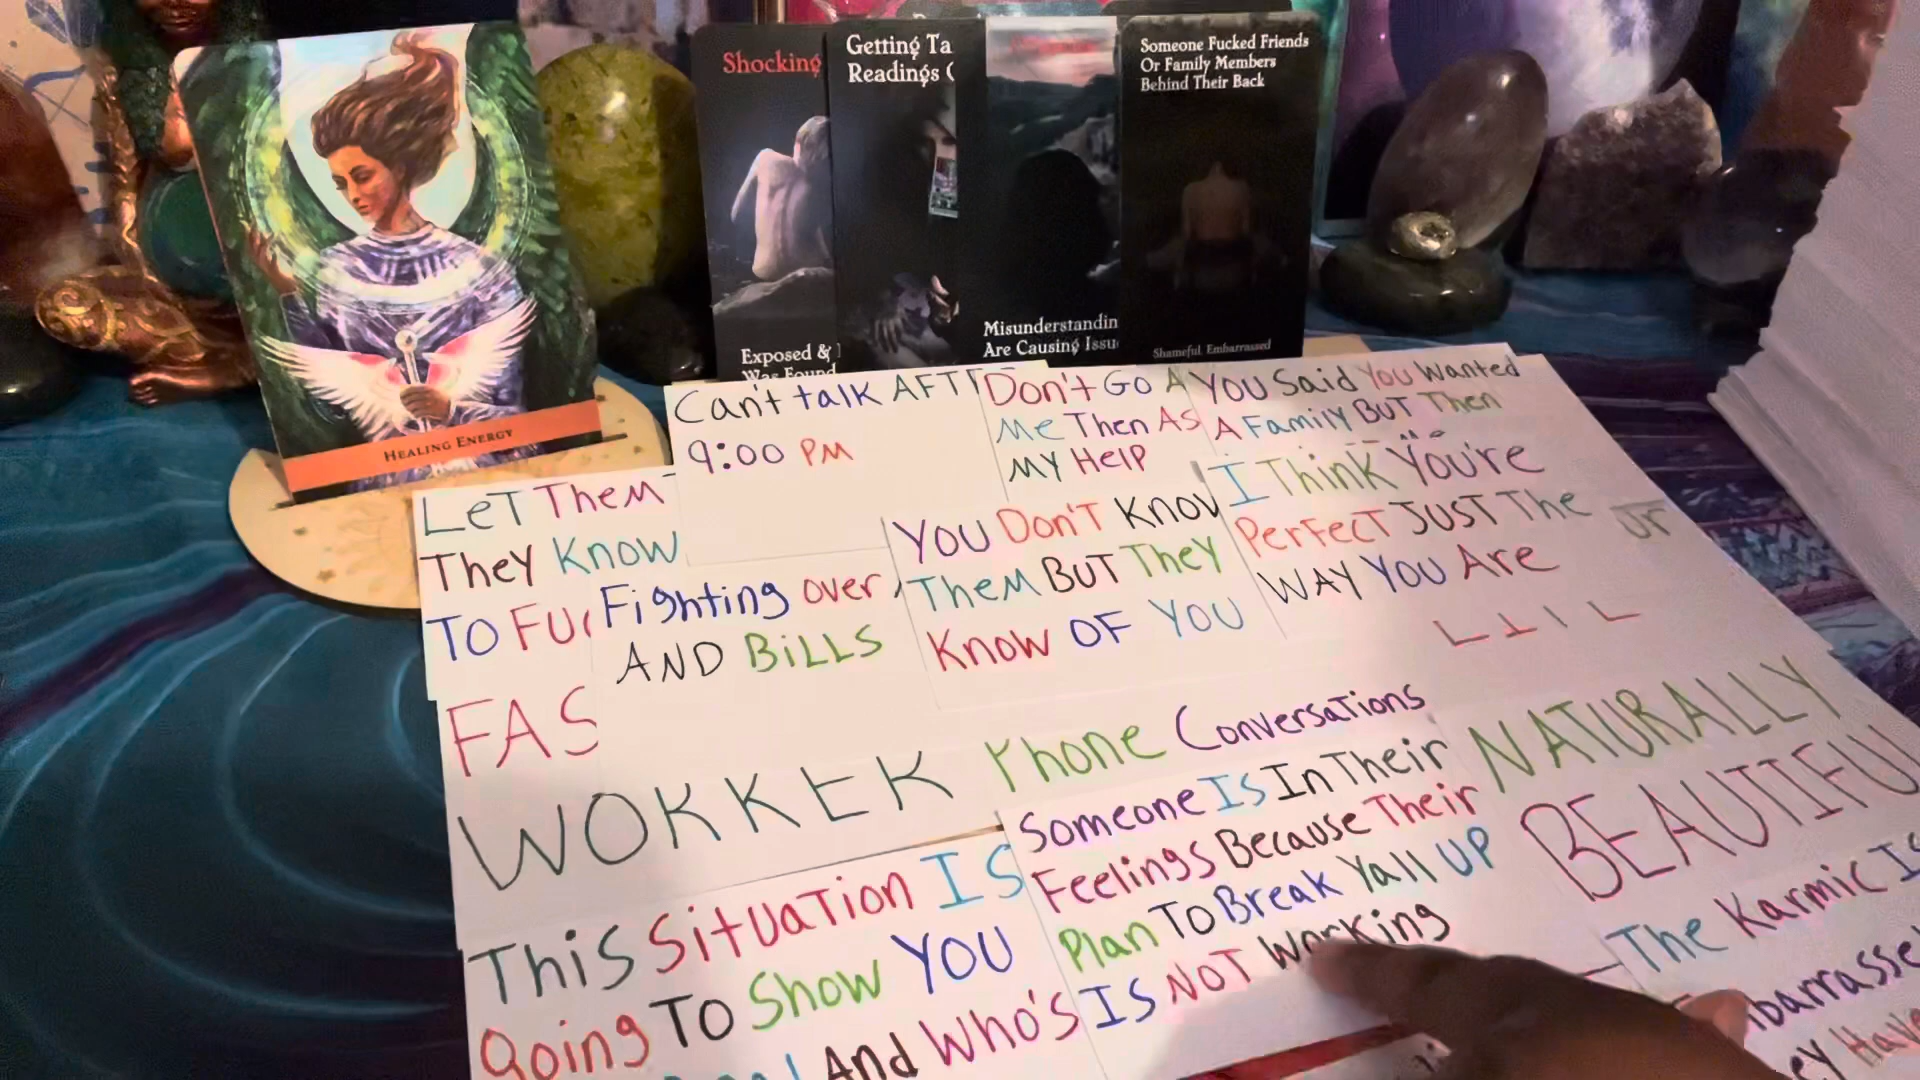 HEALING ENERGY
Shocking
Exposed &
Was Found
Getting Ta
Readings
Misunderstandin
Are Causing Issu
Someone Fucked Friends
Or Family Members
Behind Their Back
Shameful, Embarrassed
Can't talk AFT
9:00 PM
Don't Go A
Me Then As
My Help
You Said You Wanted
A Family BUT Then
LeT Them
They Know
TO FU
FAS
Fighting over
AND BiLLS
You Don'T Know
Them BUT They
Know OF YOU
I Think You're
PerfecT JUST The
WAY YOU Are
WORKER
Phone Conversations
NATURALLY
BEAUTIFU
This Situation IS
Going To Show YOU
And Who's
Someone Is In Their
Feelings Because Their
Plan To Break Yall UP
IS NOT Working
The Karmic Is
mbarrasse
ey Have